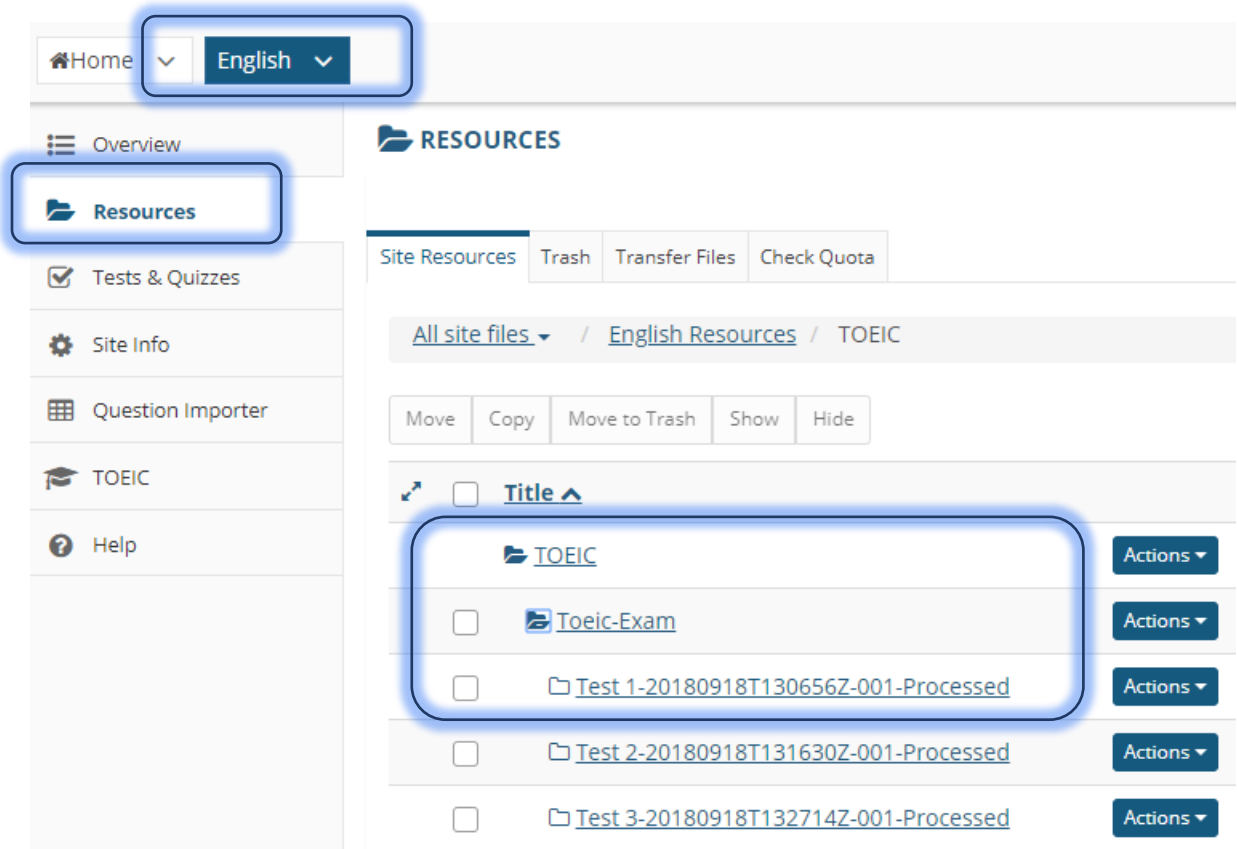 Home English
Overview
Resources
Tests & Quizzes
Site Info
Question Importer
TOEIC
Help
RESOURCES
Site Resources Trash Transfer Files Check Quota
All site files / English Resources / TOEIC
Move Copy Move to Trash Show Hide
Title
TOEIC Actions
Toeic-Exam Actions
Test 1-20180918T130656Z-001-Processed Actions
Test 2-20180918T131630Z-001-Processed Actions
Test 3-20180918T132714Z-001-Processed Actions